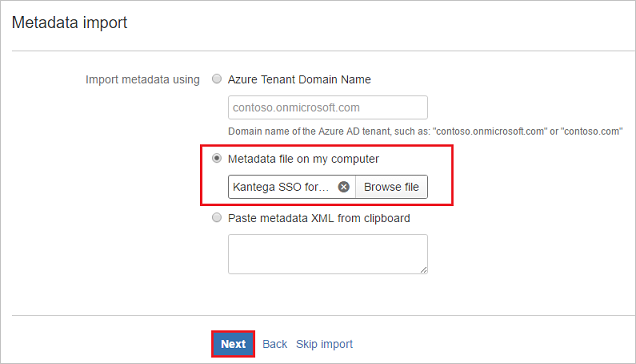 Metadata import
Import metadata using
Azure Tenant Domain Name
contoso.onmicrosoft.com
Domain name of the Azure AD tenant, such as: "contoso.onmicrosoft.com" or "contoso.com"
Metadata file on my computer
Kantega SSO for... Browse file
Paste metadata XML from clipboard
Next Back Skip import